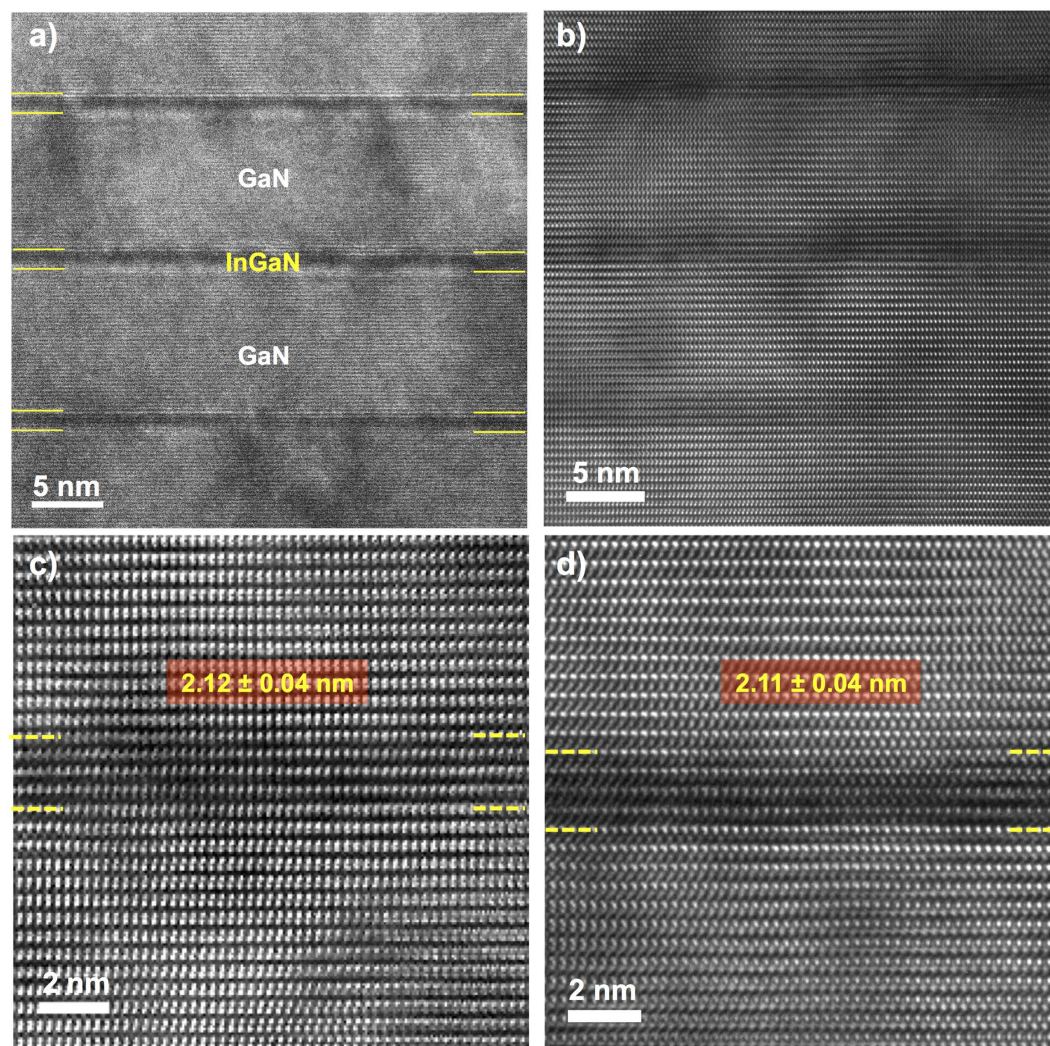 a)
GaN
InGaN
GaN
5 nm
b)
5 nm
c)
2.12 ± 0.04 nm
2 nm
d)
2.11 ± 0.04 nm
2 nm